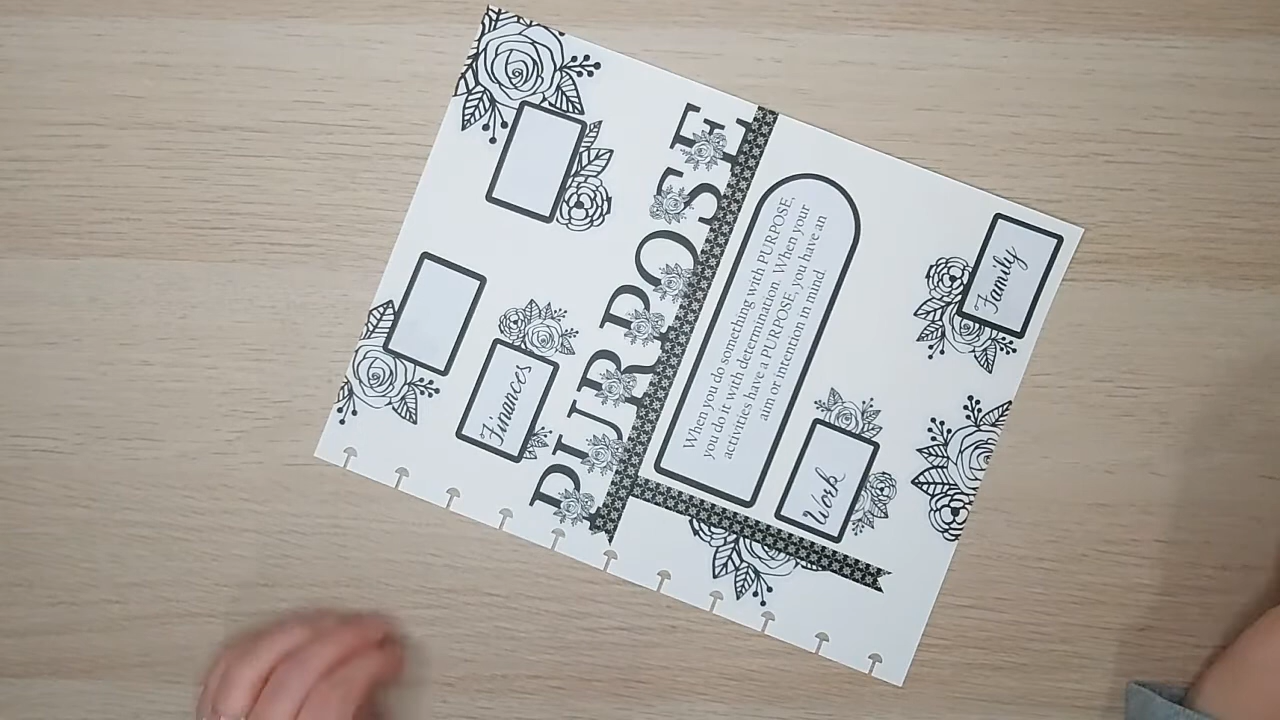 Finances
PURPOSE
When you do something with PURPOSE,
you do it with determination. When your
activities have a PURPOSE, you have an
aim or intention in mind
Work
Family